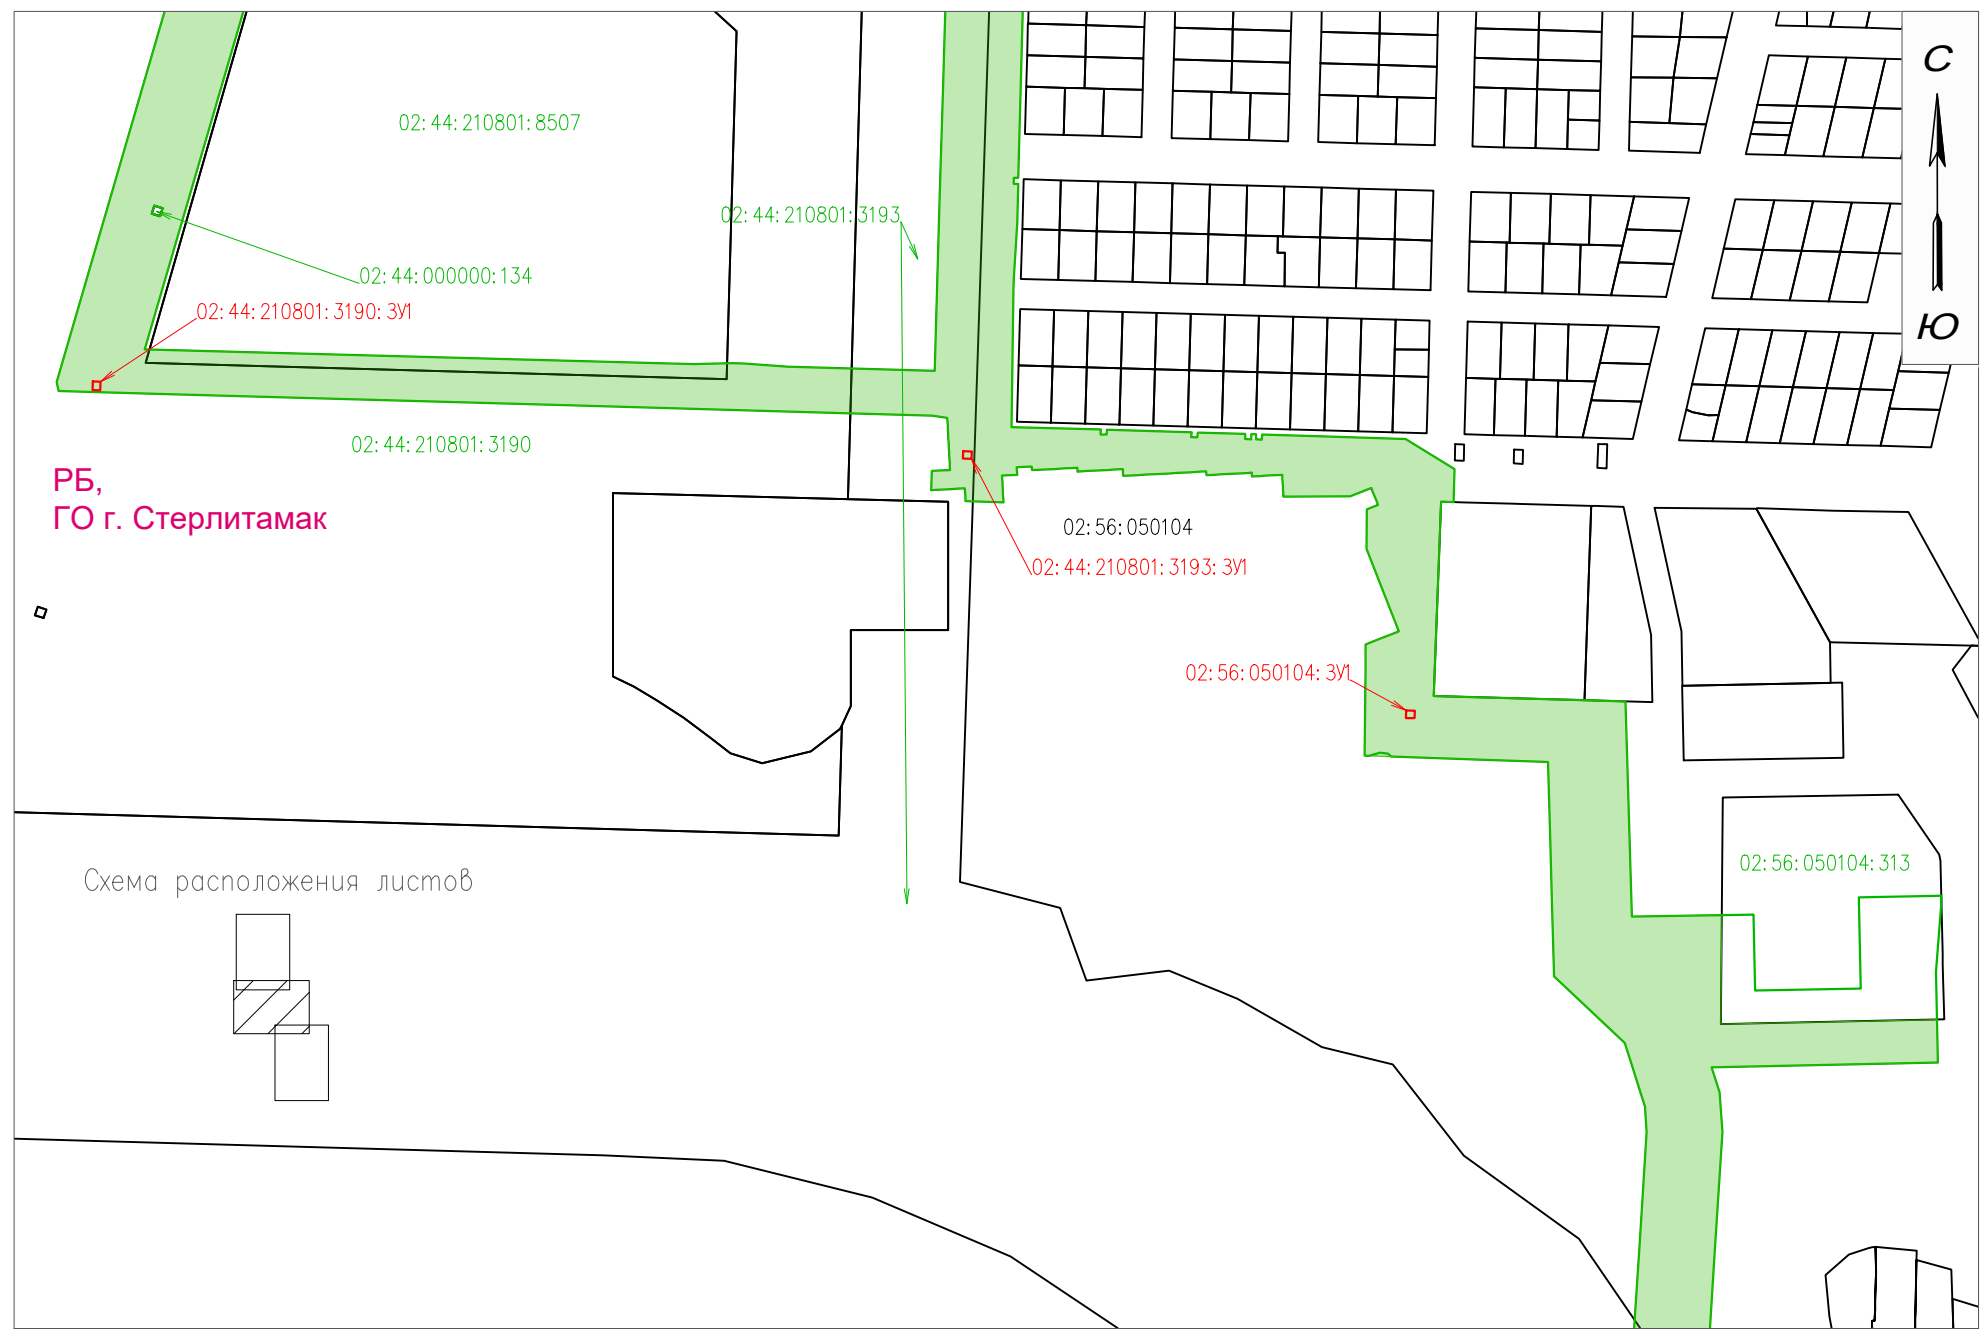 С
02:44:210801:8507
02:44:210801:3193
02:44:000000:134
02:44:210801:3190:ЗУ1
Ю
02:44:210801:3190
РБ,
ГО г. Стерлитамак
02:56:050104
02:44:210801:3193:ЗУ1
02:56:050104:ЗУ1
02:56:050104:313
Схема расположения листов